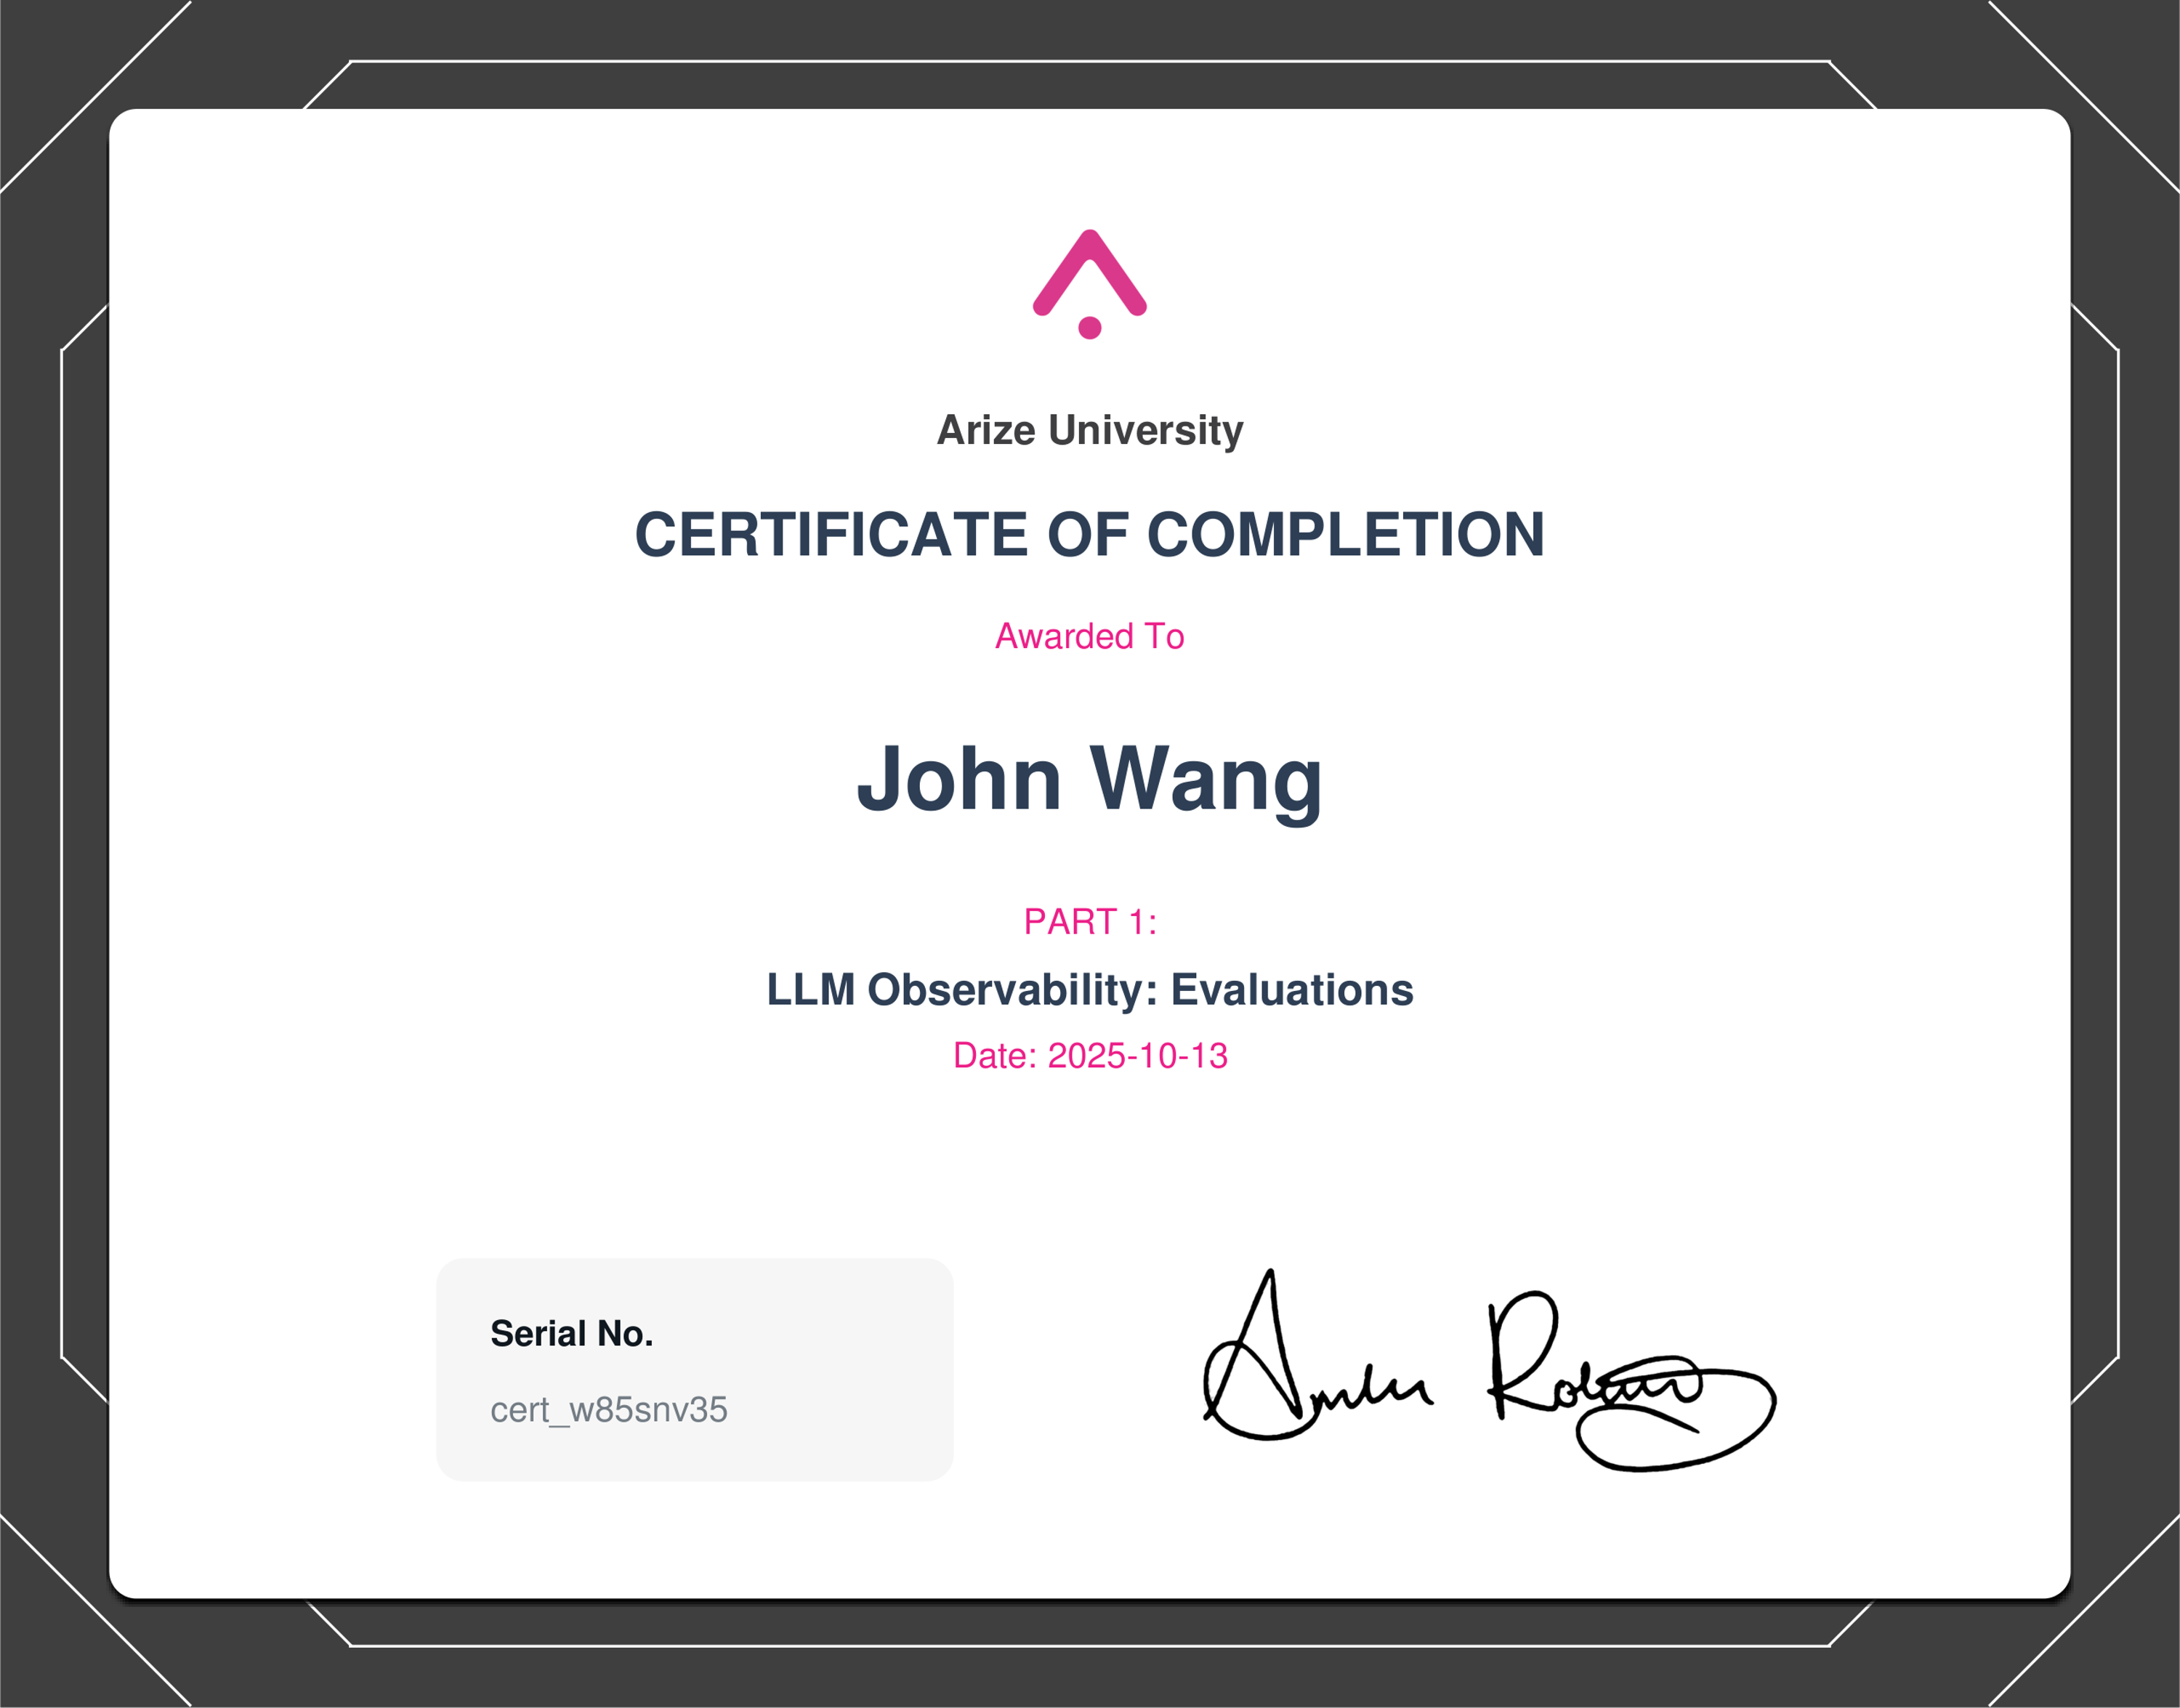 Arize University
CERTIFICATE OF COMPLETION
Awarded To
John Wang
PART 1:
LLM Observability: Evaluations
Date: 2025-10-13
Serial No.
cert_w85snv35